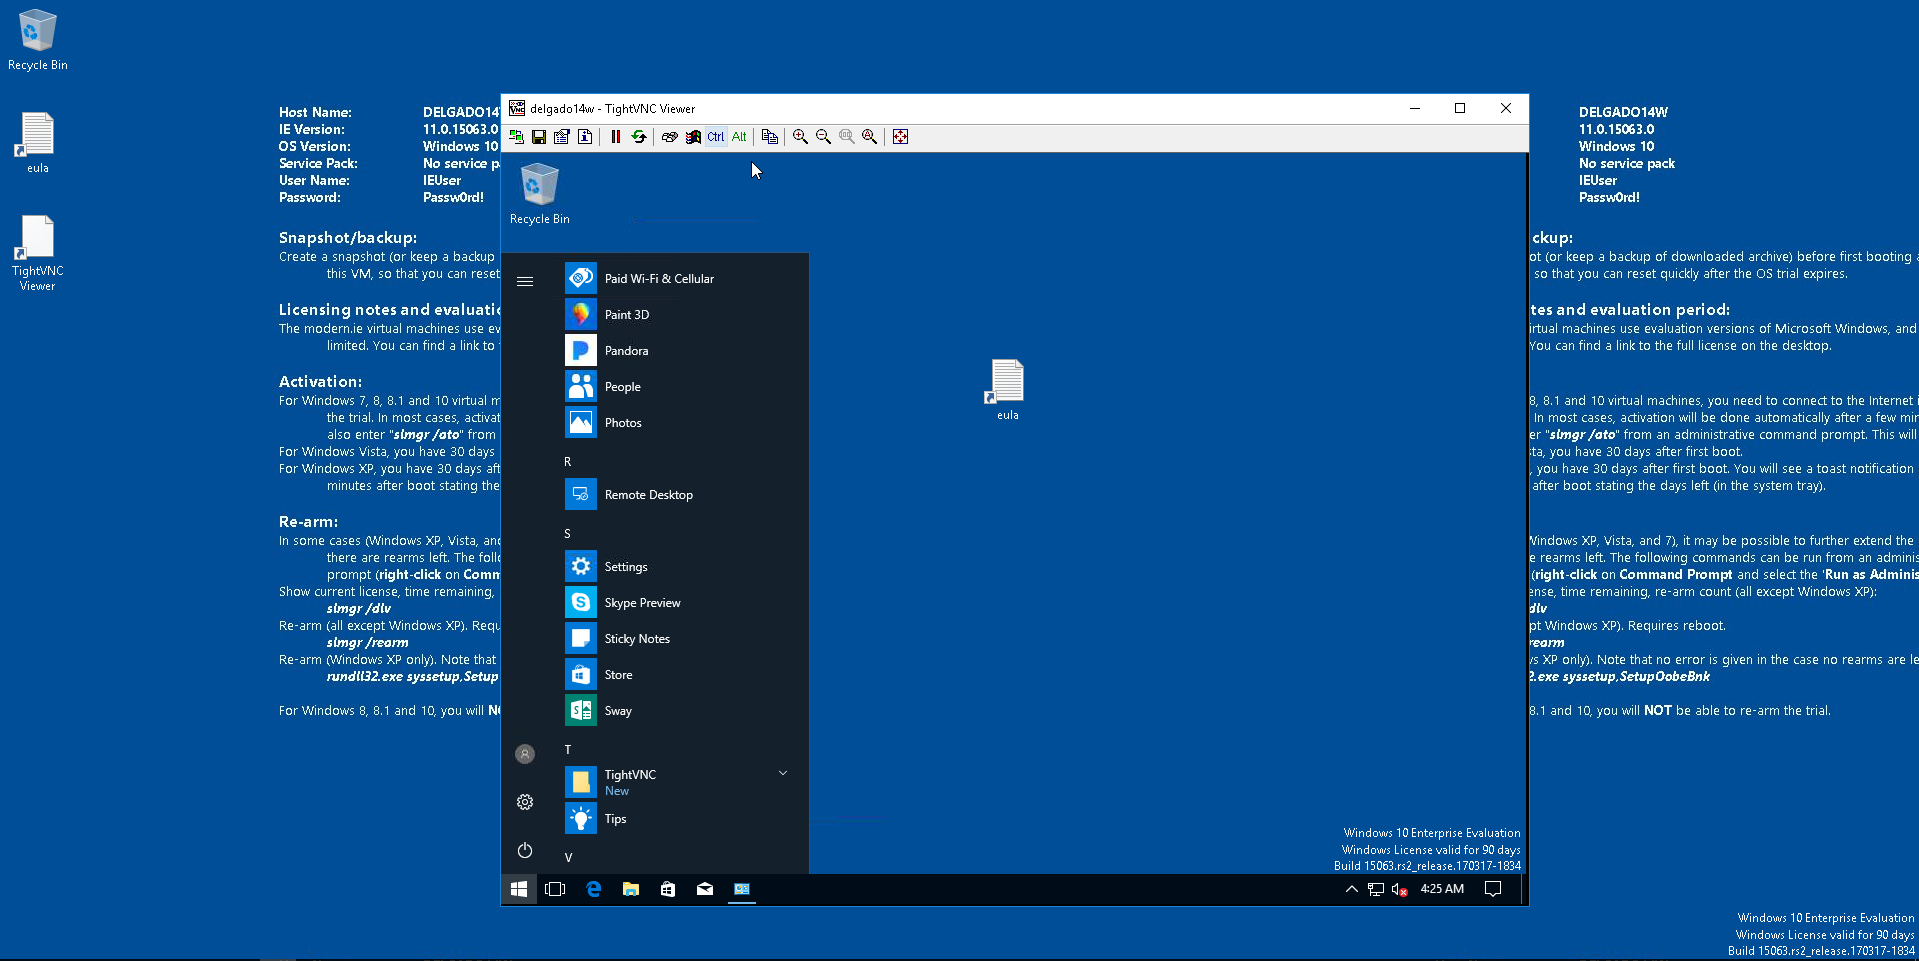 Recycle Bin
eula
TightVNC
Viewer
Host Name: DELGADO14
IE Version: 11.0.15063.0
OS Version: Windows 10
Service Pack: No service p
User Name: IEUser
Password: Passw0rd!
Snapshot/backup:
Create a snapshot (or keep a backup
this VM, so that you can reset
Licensing notes and evaluatio
The modern.ie virtual machines use ev
limited. You can find a link to
Activation:
For Windows 7, 8, 8.1 and 10 virtual m
the trial. In most cases, activat
also enter "slmgr /ato" from
For Windows Vista, you have 30 days
For Windows XP, you have 30 days aft
minutes after boot stating the
Re-arm:
In some cases (Windows XP, Vista, and
there are rearms left. The follo
prompt (right-click on Comm
Show current license, time remaining,
slmgr /dlv
Re-arm (all except Windows XP). Requ
slmgr /rearm
Re-arm (Windows XP only). Note that
rundll32.exe syssetup,Setup
For Windows 8, 8.1 and 10, you will NO
delgado14w - TightVNC Viewer
Ctrl Alt
Recycle Bin
Paid Wi-Fi & Cellular
Paint 3D
Pandora
People
Photos
R
Remote Desktop
S
Settings
Skype Preview
Sticky Notes
Store
Sway
T
TightVNC
New
Tips
V
eula
Windows 10 Enterprise Evaluation
Windows License valid for 90 days
Build 15063.rs2_release.170317-1834
4:25 AM
DELGADO14W
11.0.15063.0
Windows 10
No service pack
IEUser
Passw0rd!
ckup:
ot (or keep a backup of downloaded archive) before first booting a
so that you can reset quickly after the OS trial expires.
tes and evaluation period:
irtual machines use evaluation versions of Microsoft Windows, and
You can find a link to the full license on the desktop.
8, 8.1 and 10 virtual machines, you need to connect to the Internet i
In most cases, activation will be done automatically after a few min
er "slmgr /ato" from an administrative command prompt. This will
sta, you have 30 days after first boot.
, you have 30 days after first boot. You will see a toast notification
after boot stating the days left (in the system tray).
Windows XP, Vista, and 7), it may be possible to further extend the
e rearms left. The following commands can be run from an adminis
(right-click on Command Prompt and select the 'Run as Adminis
ense, time remaining, re-arm count (all except Windows XP):
dlv
pt Windows XP). Requires reboot.
rearm
ws XP only). Note that no error is given in the case no rearms are le
2.exe syssetup,SetupOobeBnk
8.1 and 10, you will NOT be able to re-arm the trial.
Windows 10 Enterprise Evaluation
Windows License valid for 90 days
Build 15063.rs2_release.170317-1834